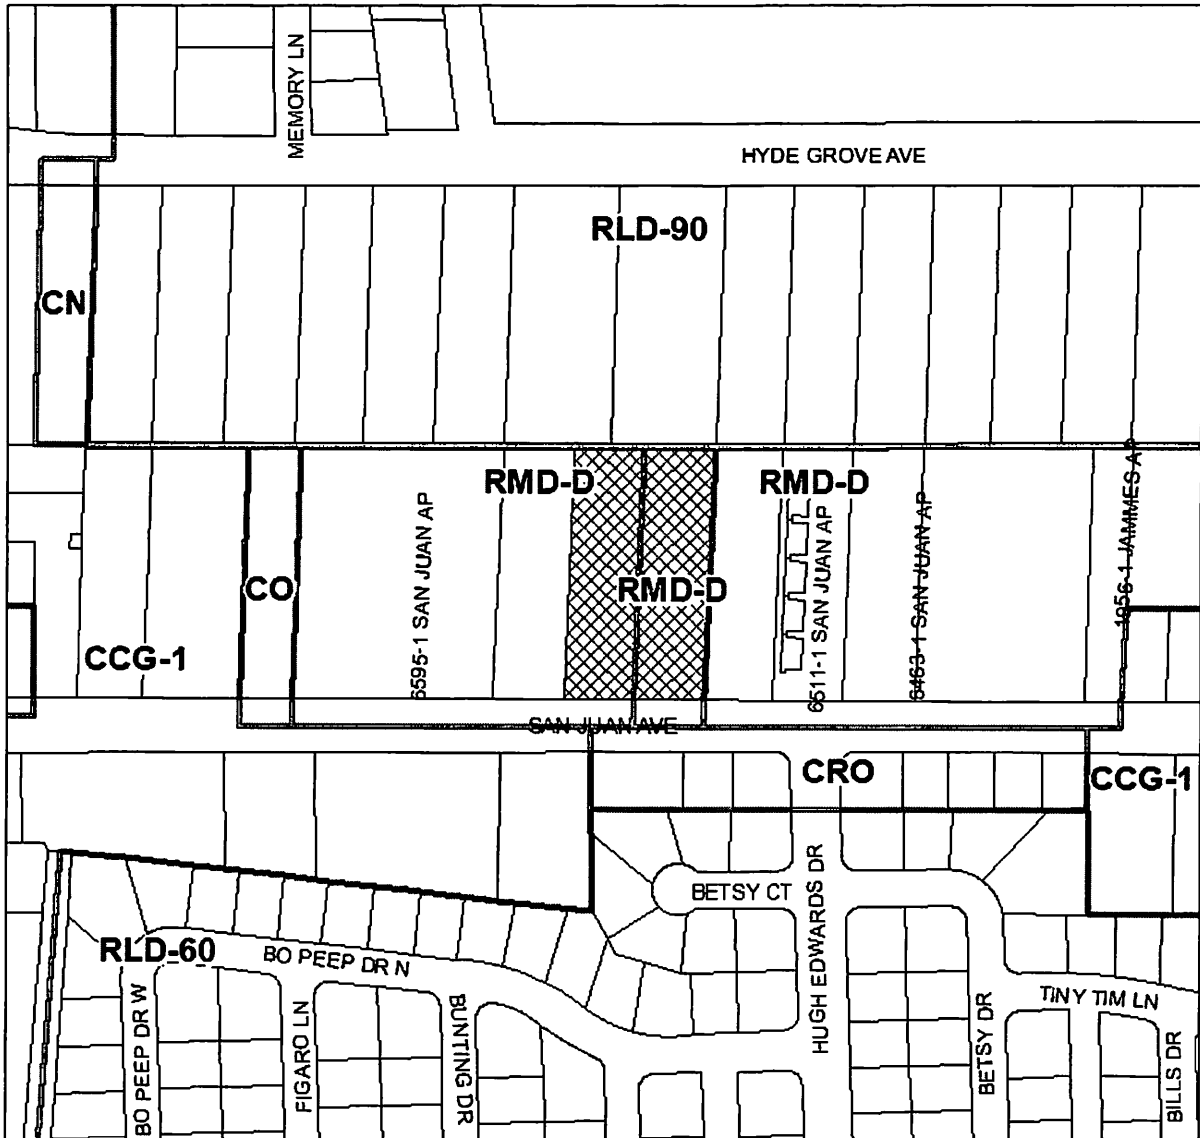 MEMORY LN
HYDE GROVE AVE
RLD-90
CN
RMD-D
RMD-D
6595-1 SAN JUAN AP
6511-1 SAN JUAN AP
6463-1 SAN JUAN AP
1956-1 JAMMES AP
CO
RMD-D
CCG-1
SAN JUAN AVE
CRO
CCG-1
BETSY CT
HUGH EDWARDS DR
RLD-60
BO PEEP DR N
BO PEEP DR W
FIGARO LN
BUNTING DR
BETSY DR
TINY TIM LN
BILLS DR